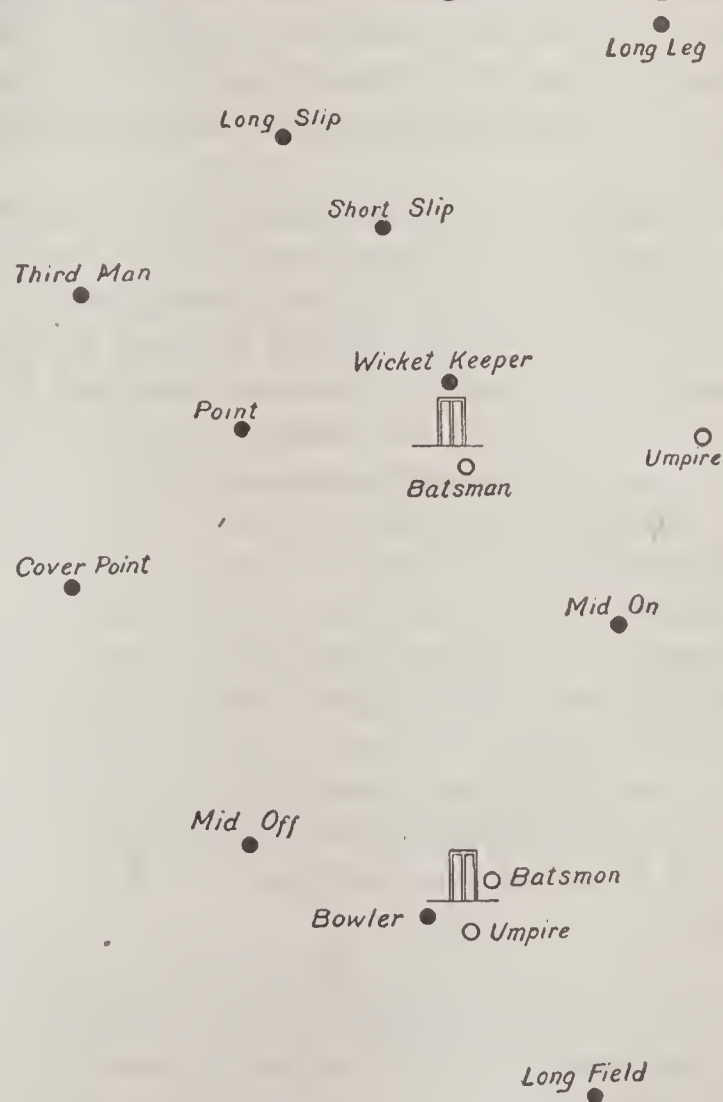 Long Leg
Long Slip
Short Slip
Third Man
Wicket Keeper
Point
Umpire
Batsman
Cover Point
Mid On
Mid Off
Batsmon
Bowler
Umpire
Long Field